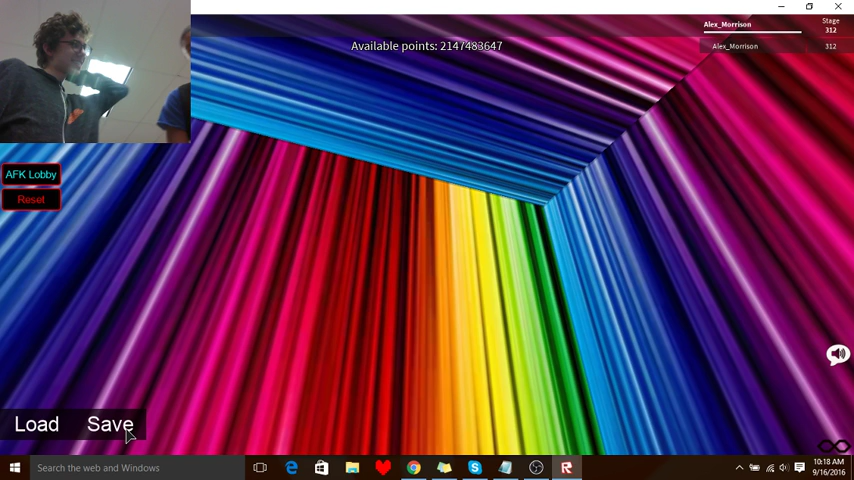 Alex_Morrison
Stage
312
Available points: 2147483647
Alex_Morrison 312
AFK Lobby
Reset
Load Save
Search the web and Windows
10:18 AM
9/16/2016